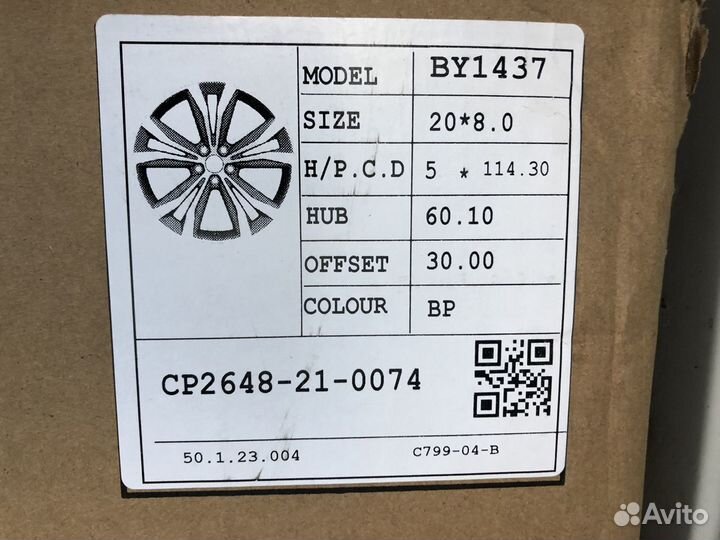 MODEL BY1437
SIZE 20*8.0
H/P.C.D 5 * 114.30
HUB 60.10
OFFSET 30.00
COLOUR BP
CP2648-21-0074
50.1.23.004 C799-04-B
Avito